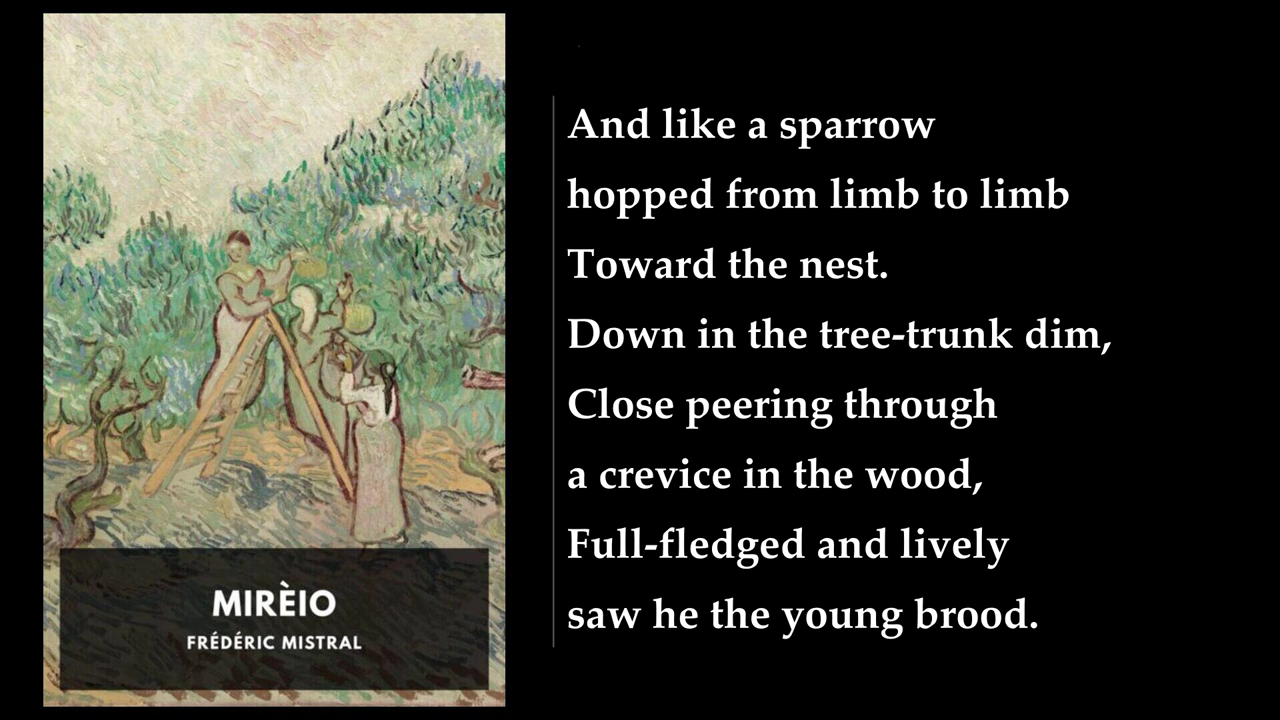 MIRÈIO
FRÉDÉRIC MISTRAL
And like a sparrow
hopped from limb to limb
Toward the nest.
Down in the tree-trunk dim,
Close peering through
a crevice in the wood,
Full-fledged and lively
saw he the young brood.